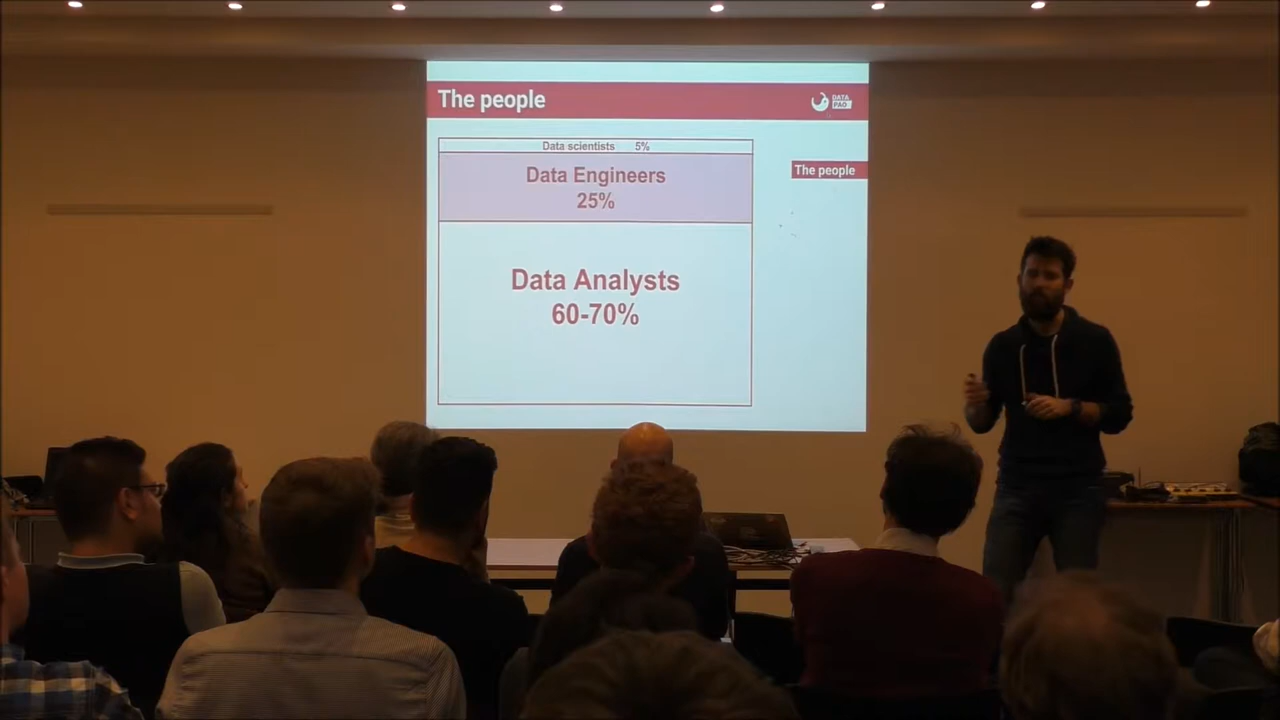 The people
DATA
PAO
Data scientists 5%
Data Engineers
25%
The people
Data Analysts
60-70%